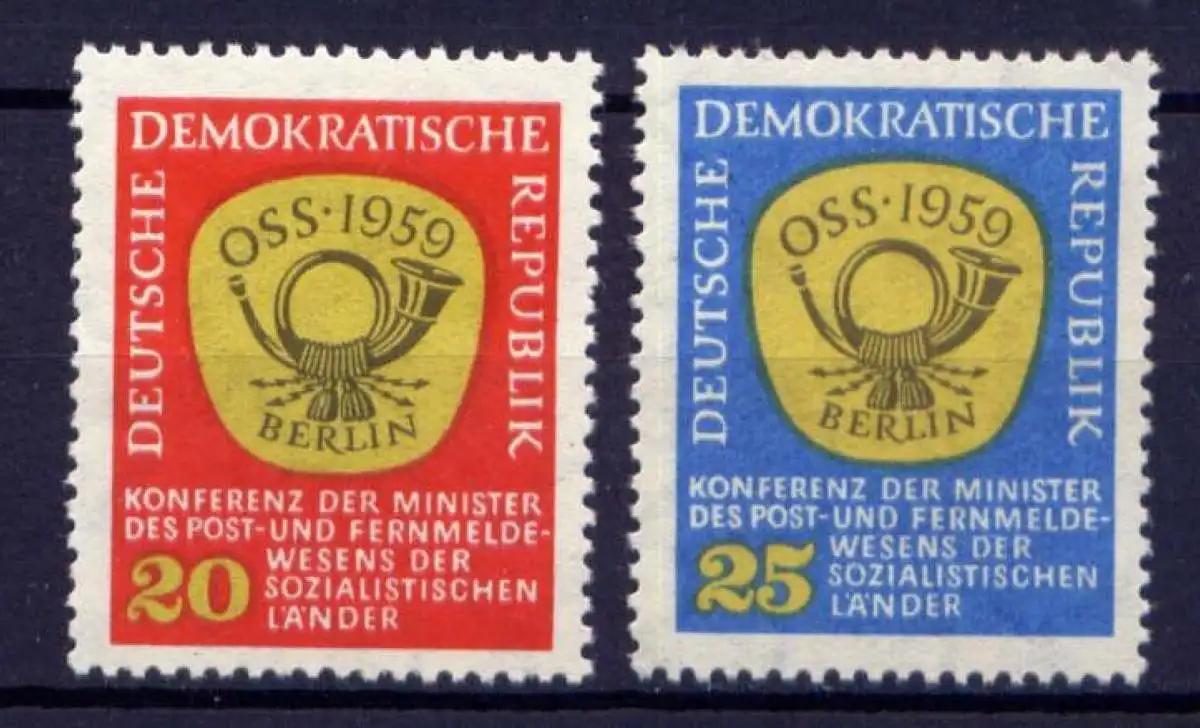 DEUTSCHE
DEMOKRATISCHE
REPUBLIK
OSS·1959
BERLIN
KONFERENZ DER MINISTER
DES POST-UND FERNMELDE-
WESENS DER
SOZIALISTISCHEN
LÄNDER
20
DEUTSCHE
DEMOKRATISCHE
REPUBLIK
OSS·1959
BERLIN
KONFERENZ DER MINISTER
DES POST-UND FERNMELDE-
WESENS DER
SOZIALISTISCHEN
LÄNDER
25